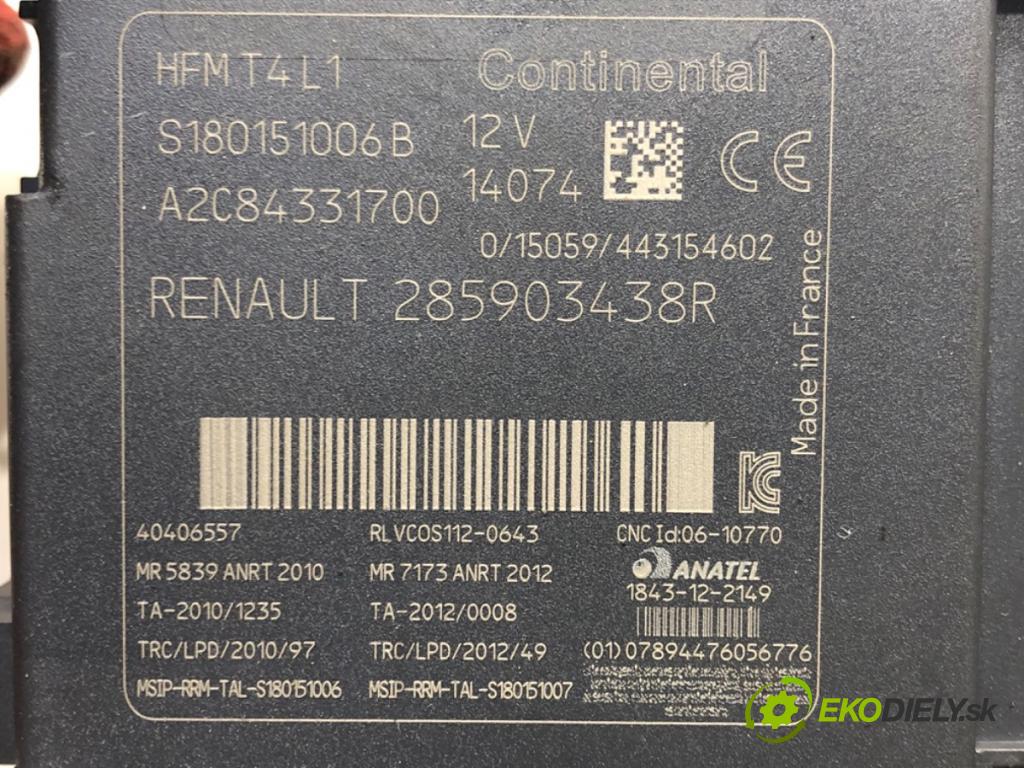 HFM T4 L1 Continental
S180151006B 12 V CE
A2C84331700 14074
0/15059/443154602
RENAULT 285903438R
Made in France
40406557 RLVCOS112-0643 CNC Id:06-10770
MR 5839 ANRT 2010 MR 7173 ANRT 2012 ANATEL
TA-2010/1235 TA-2012/0008 1843-12-2149
TRC/LPD/2010/97 TRC/LPD/2012/49 (01)07894476056776
MSIP-RRM-TAL-S180151006 MSIP-RRM-TAL-S180151007
EKODIELY.sk